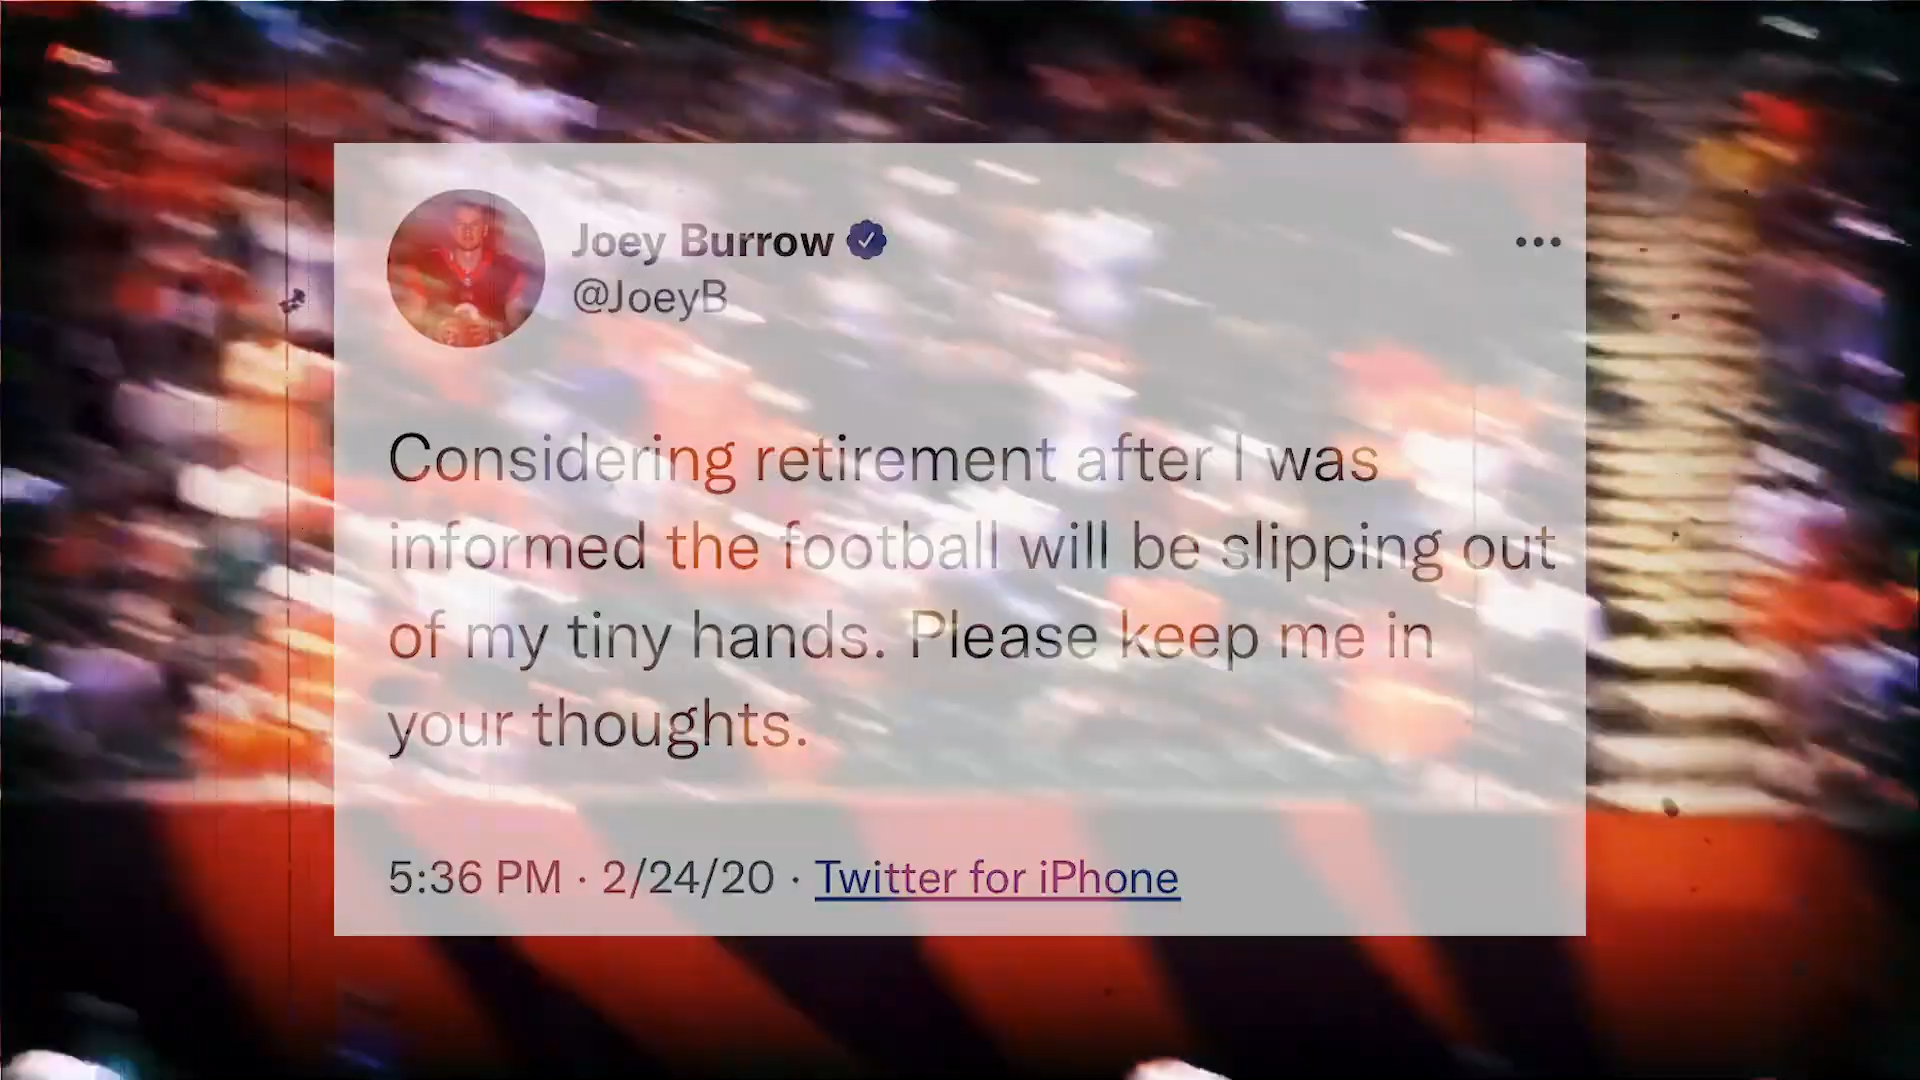 Joey Burrow
@JoeyB
Considering retirement after I was
informed the football will be slipping out
of my tiny hands. Please keep me in
your thoughts.
5:36 PM · 2/24/20 · Twitter for iPhone